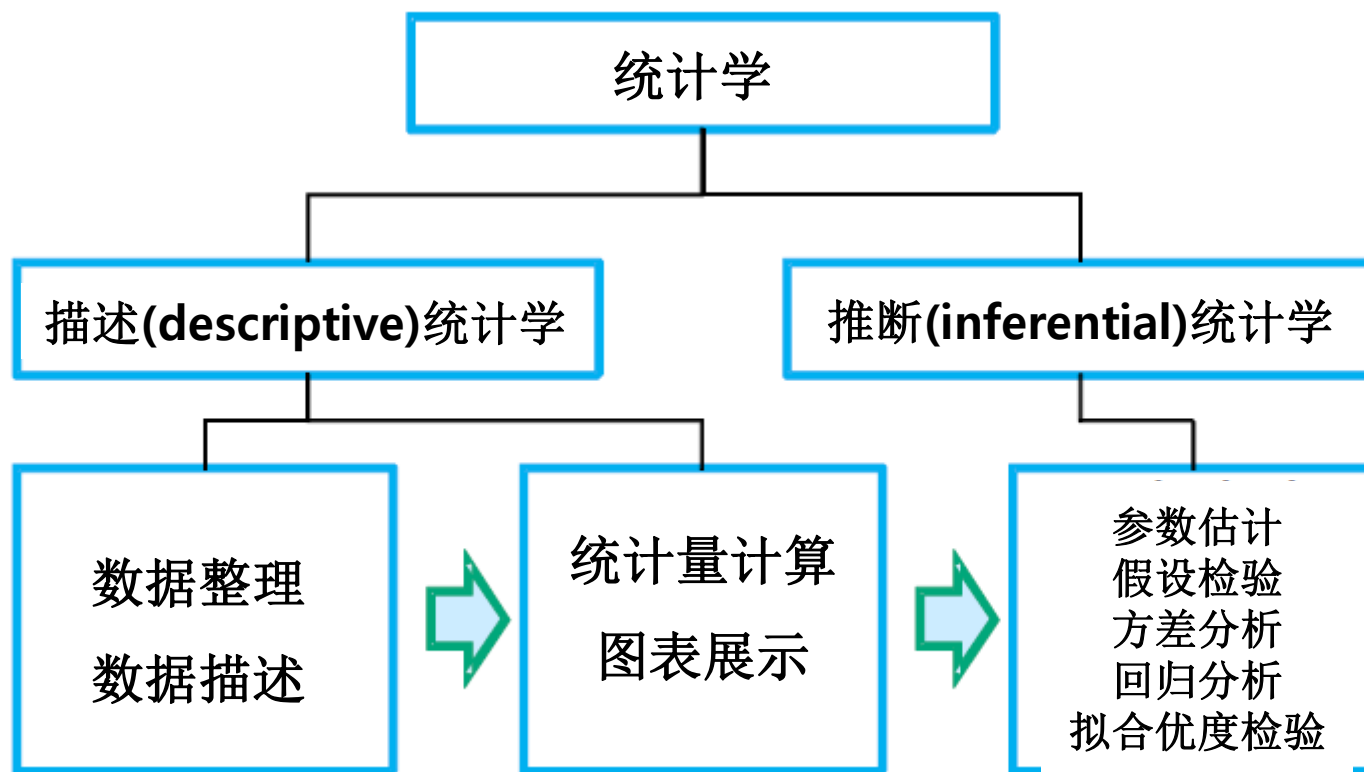 统计学
描述(descriptive)统计学
推断(inferential)统计学
数据整理
数据描述
统计量计算
图表展示
参数估计
假设检验
方差分析
回归分析
拟合优度检验